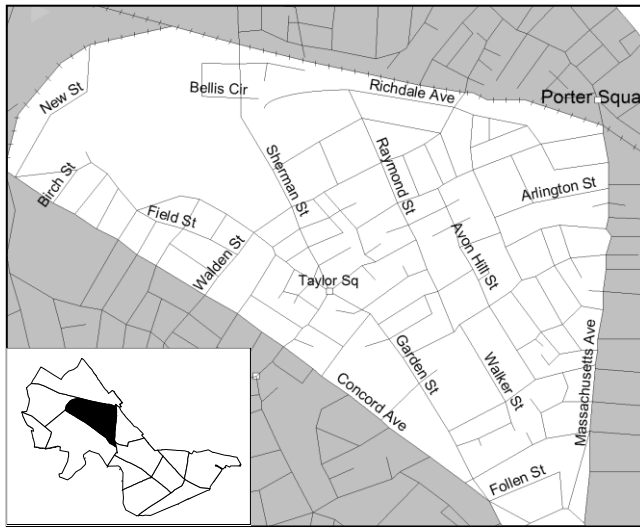 New St
Bellis Cir
Richdale Ave
Porter Squa
Birch St
Sherman St
Raymond St
Arlington St
Field St
Walden St
Avon Hill St
Taylor Sq
Garden St
Concord Ave
Walker St
Massachusetts Ave
Follen St